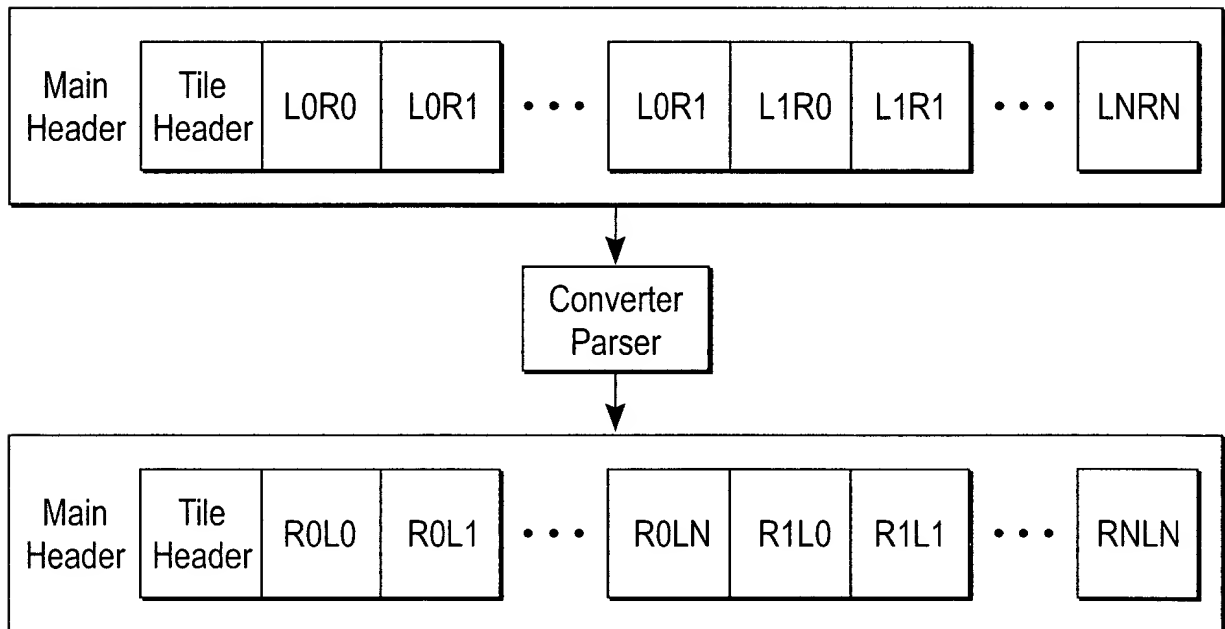 Main Header
Tile Header
L0R0
L0R1
• • •
L0R1
L1R0
L1R1
• • •
LNRN
Converter
Parser
Main Header
Tile Header
R0L0
R0L1
• • •
R0LN
R1L0
R1L1
• • •
RNLN